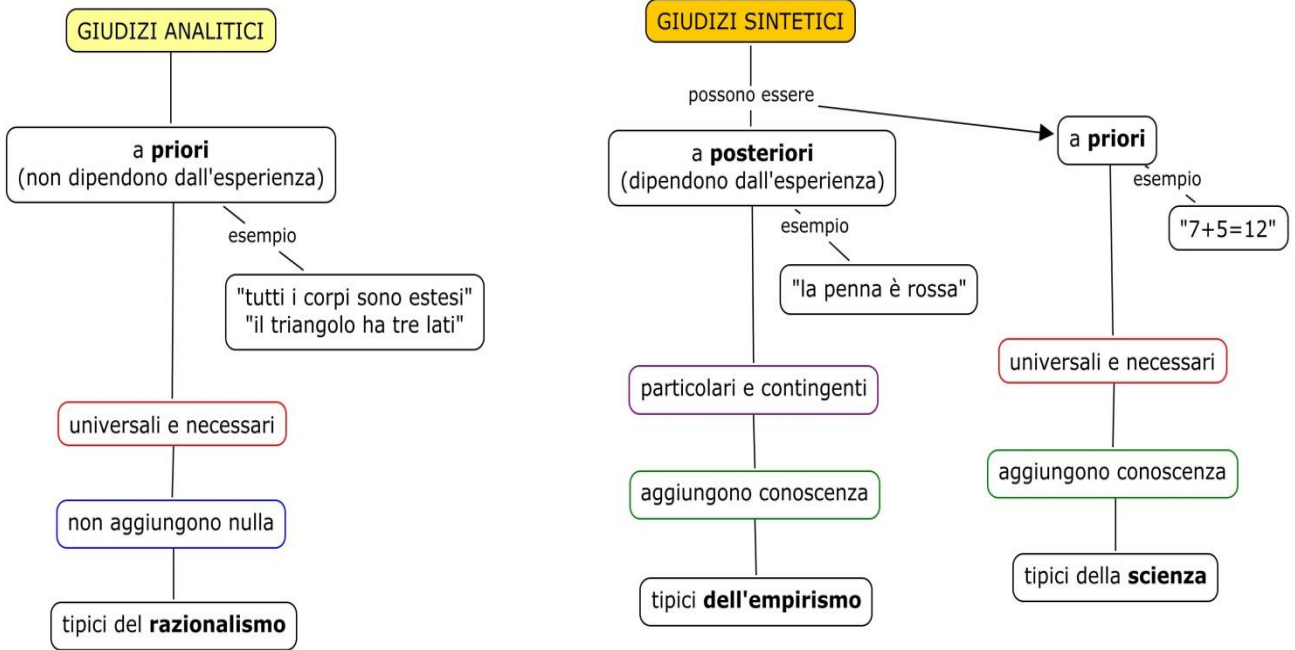 GIUDIZI ANALITICI
a priori
(non dipendono dall'esperienza)
esempio
"tutti i corpi sono estesi"
"il triangolo ha tre lati"
universali e necessari
non aggiungono nulla
tipici del razionalismo
GIUDIZI SINTETICI
possono essere
a posteriori
(dipendono dall'esperienza)
esempio
"la penna è rossa"
particolari e contingenti
aggiungono conoscenza
tipici dell'empirismo
a priori
esempio
"7+5=12"
universali e necessari
aggiungono conoscenza
tipici della scienza